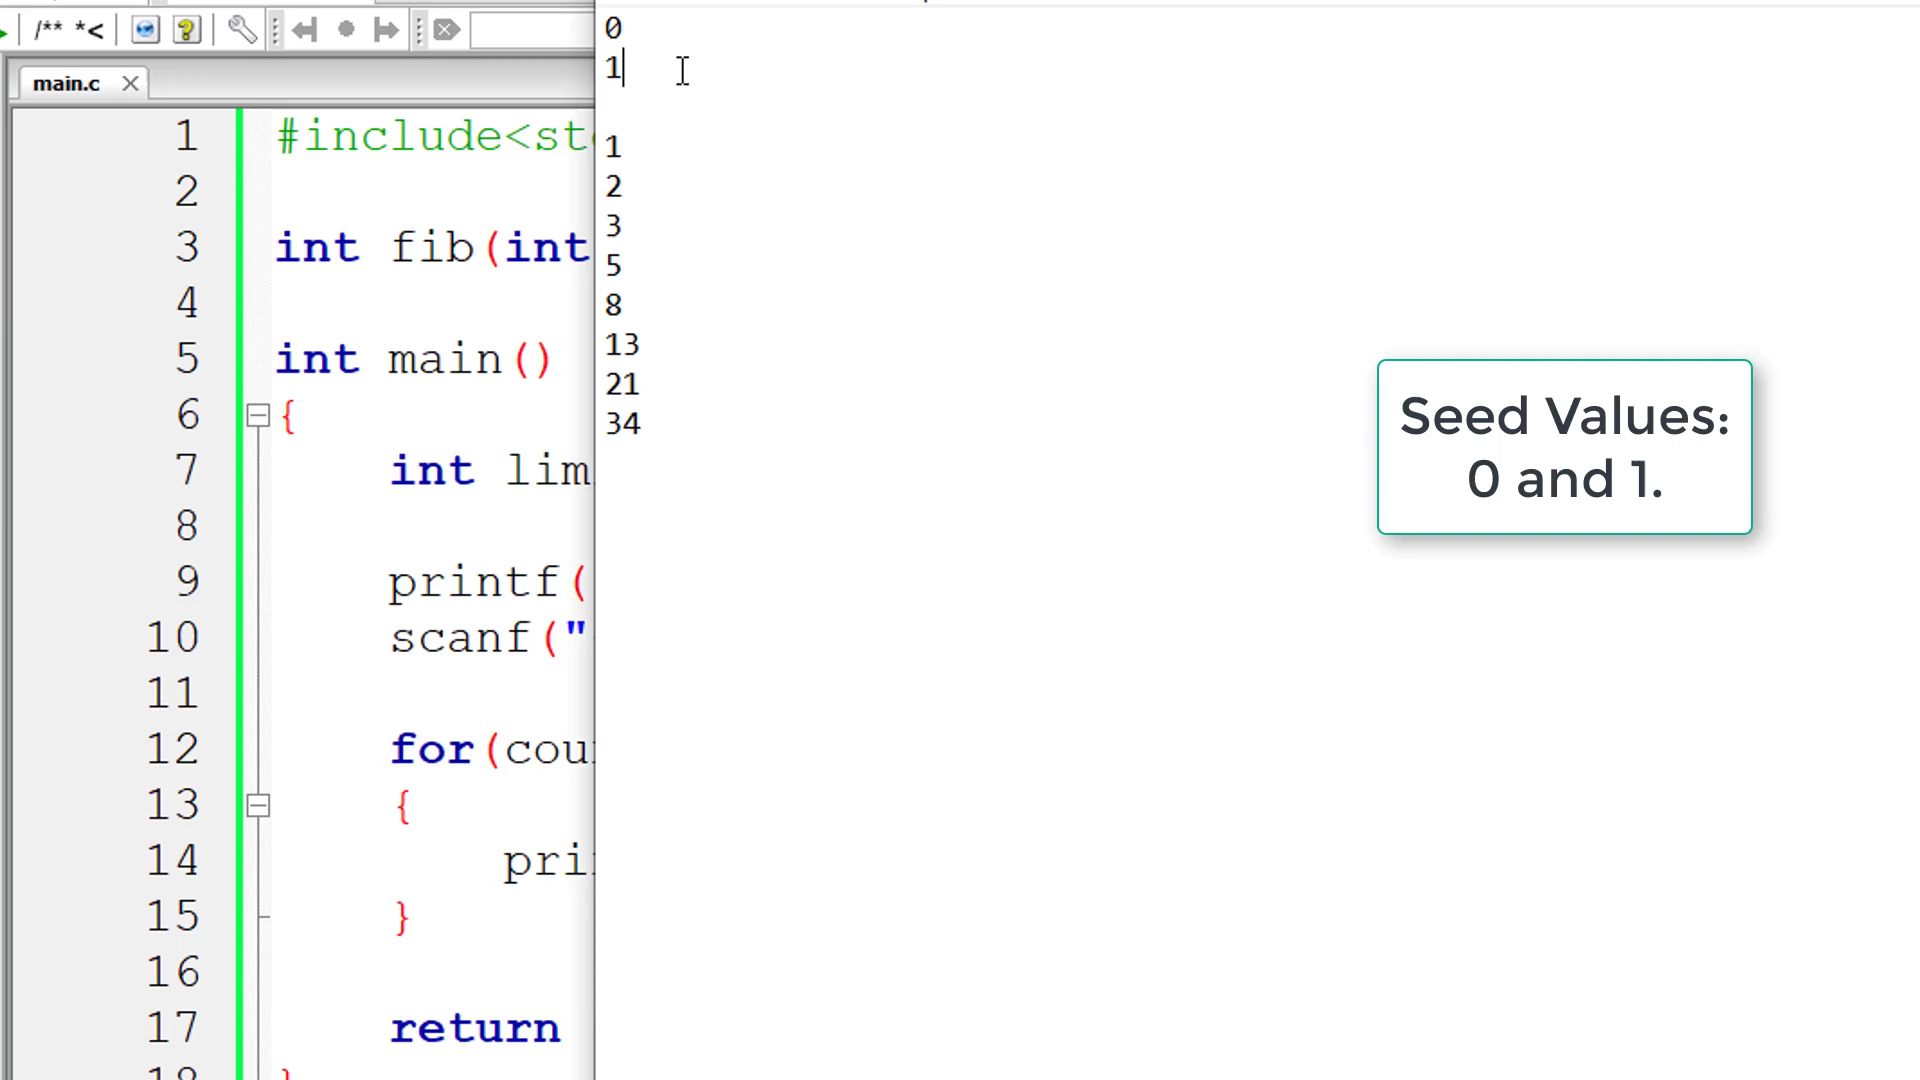 /** *<
main.c
1 #include<st
2
3 int fib(int
4
5 int main()
6 {
7 int lim
8
9 printf(
10 scanf("
11
12 for(cou
13 {
14 pri
15 }
16
17 return
18 }
0
1
1
2
3
5
8
13
21
34
Seed Values:
0 and 1.